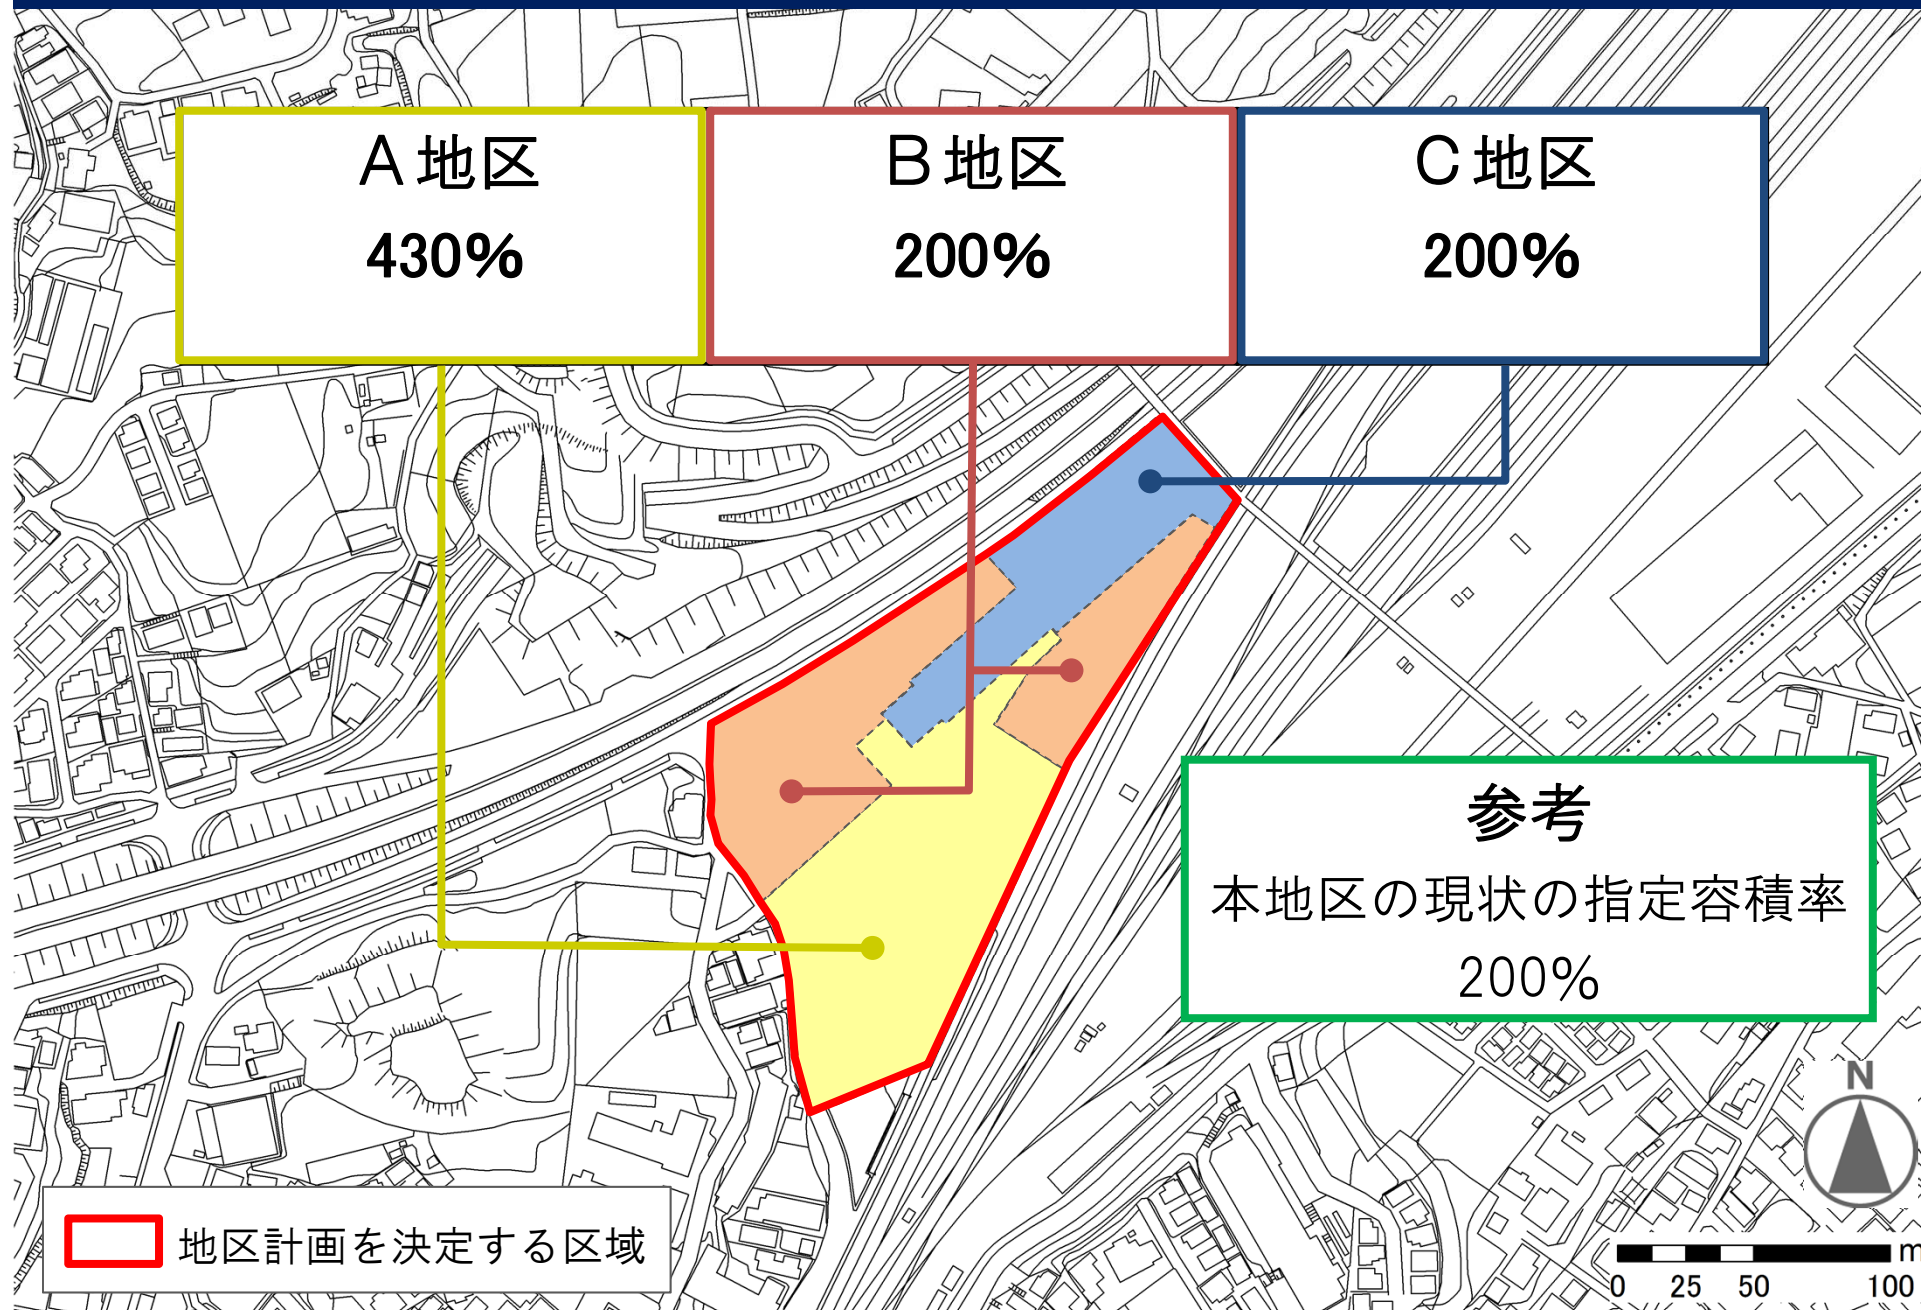 A地区
430%
B地区
200%
C地区
200%
参考
本地区の現状の指定容積率
200%
地区計画を決定する区域
N
m
0 25 50 100